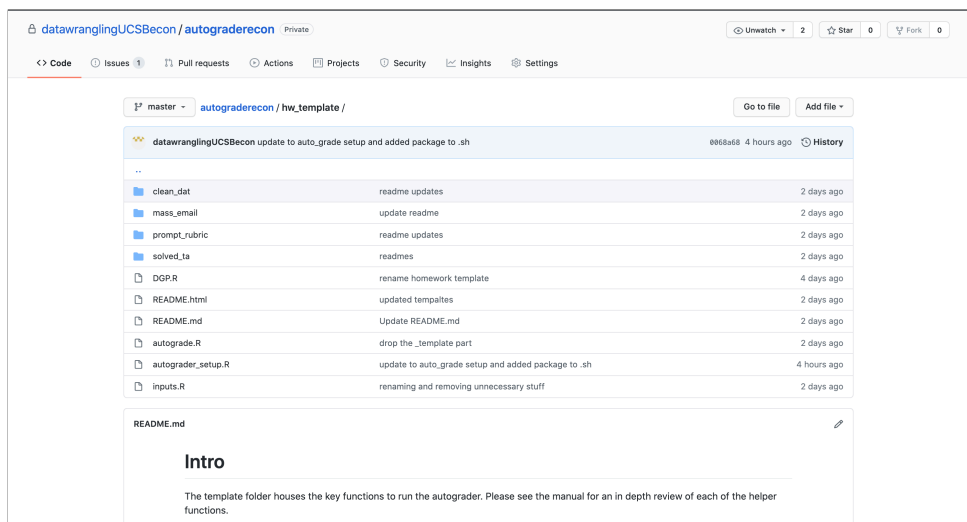 datawranglingUCSBecon / autograderecon Private
Unwatch 2 Star 0 Fork 0
Code Issues 1 Pull requests Actions Projects Security Insights Settings
master autograderecon / hw_template / Go to file Add file
datawranglingUCSBecon update to auto_grade setup and added package to .sh 0068a68 4 hours ago History
..
clean_dat readme updates 2 days ago
mass_email update readme 2 days ago
prompt_rubric readme updates 2 days ago
solved_ta readmes 2 days ago
DGP.R rename homework template 4 days ago
README.html updated tempaltes 2 days ago
README.md Update README.md 2 days ago
autograde.R drop the _template part 2 days ago
autograder_setup.R update to auto_grade setup and added package to .sh 4 hours ago
inputs.R renaming and removing unnecessary stuff 2 days ago
README.md
Intro
The template folder houses the key functions to run the autograder. Please see the manual for an in depth review of each of the helper
functions.